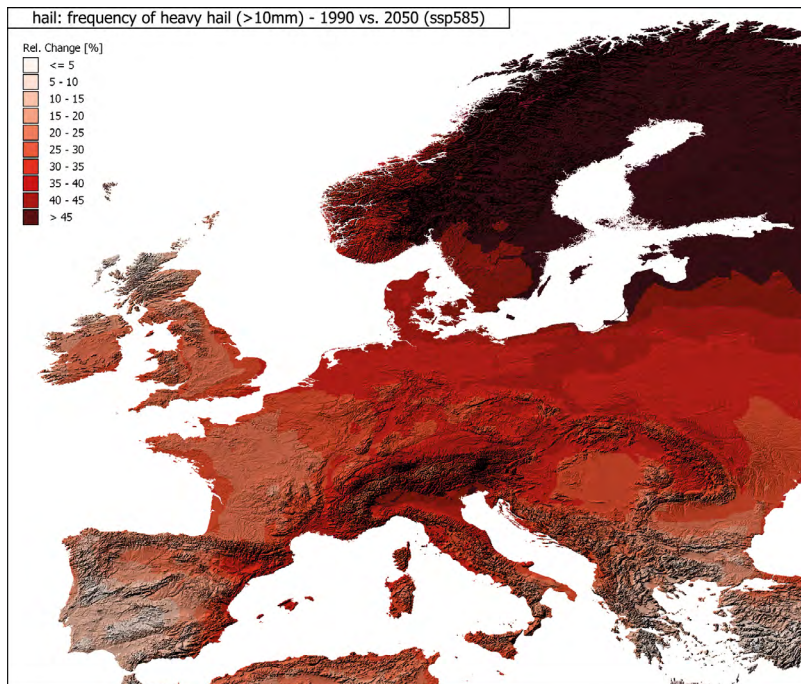 hail: frequency of heavy hail (>10mm) - 1990 vs. 2050 (ssp585)
Rel. Change [%]
<= 5
5 - 10
10 - 15
15 - 20
20 - 25
25 - 30
30 - 35
35 - 40
40 - 45
> 45